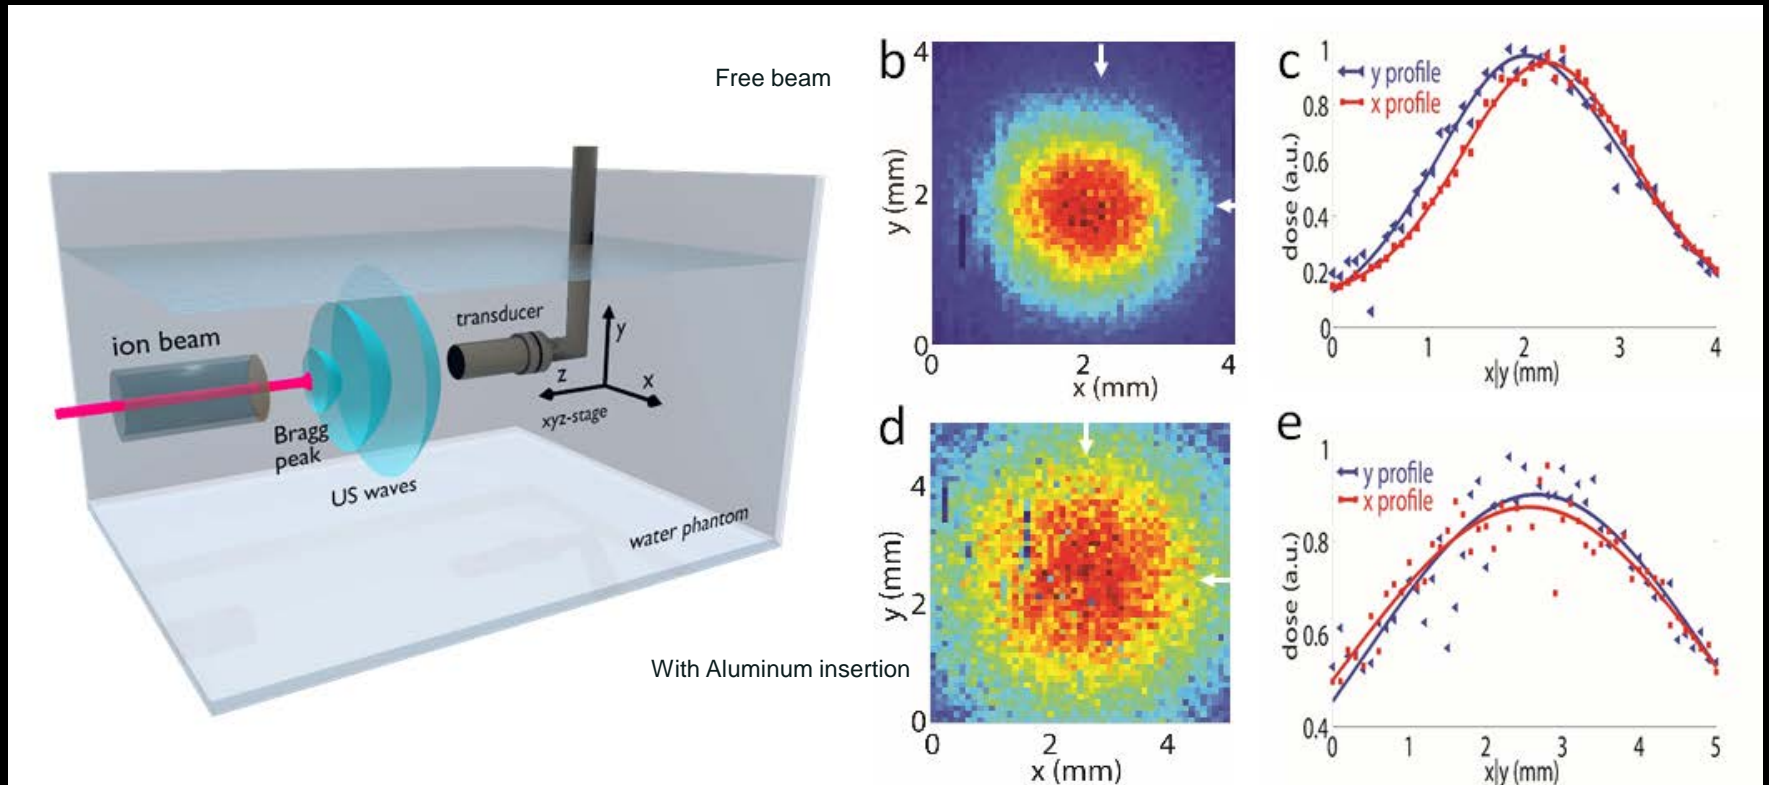 Free beam
ion beam
Bragg
peak
US waves
transducer
y
z
x
xyz-stage
water phantom
With Aluminum insertion
b
4
2
0
y (mm)
0 2 4
x (mm)
c
y profile
x profile
1
0.8
0.6
0.4
0.2
0
dose (a.u.)
0 1 2 3 4
x|y (mm)
d
4
2
0
y (mm)
0 2 4
x (mm)
e
y profile
x profile
1
0.8
0.6
0.4
dose (a.u.)
0 1 2 3 4 5
x|y (mm)